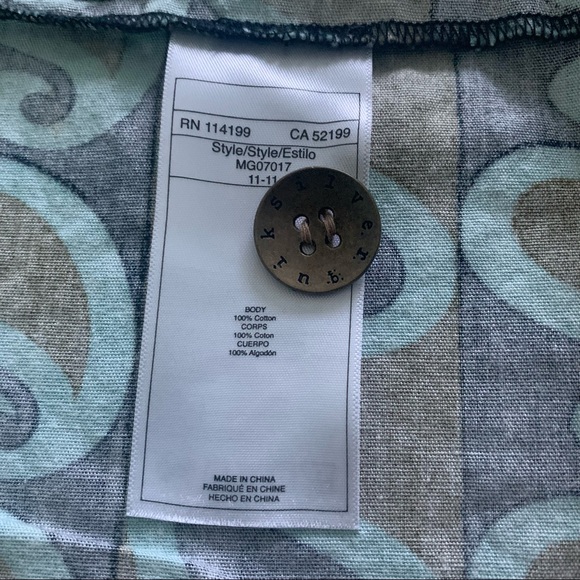 RN 114199 CA 52199
Style/Style/Estilo
MG07017
11-11
quiksilver.
BODY
100% Cotton
CORPS
100% Coton
CUERPO
100% Algodón
MADE IN CHINA
FABRIQUÉ EN CHINE
HECHO EN CHINA